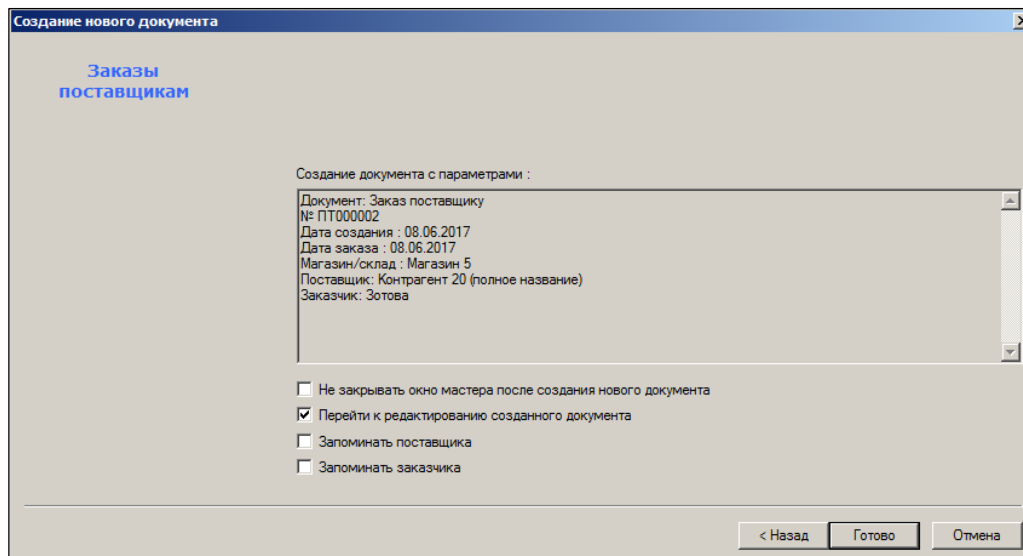 Создание нового документа
Заказы
поставщикам
Создание документа с параметрами :
Документ: Заказ поставщику
№ ПТ000002
Дата создания : 08.06.2017
Дата заказа : 08.06.2017
Магазин/склад : Магазин 5
Поставщик: Контрагент 20 (полное название)
Заказчик: Зотова
Не закрывать окно мастера после создания нового документа
Перейти к редактированию созданного документа
Запоминать поставщика
Запоминать заказчика
< Назад
Готово
Отмена